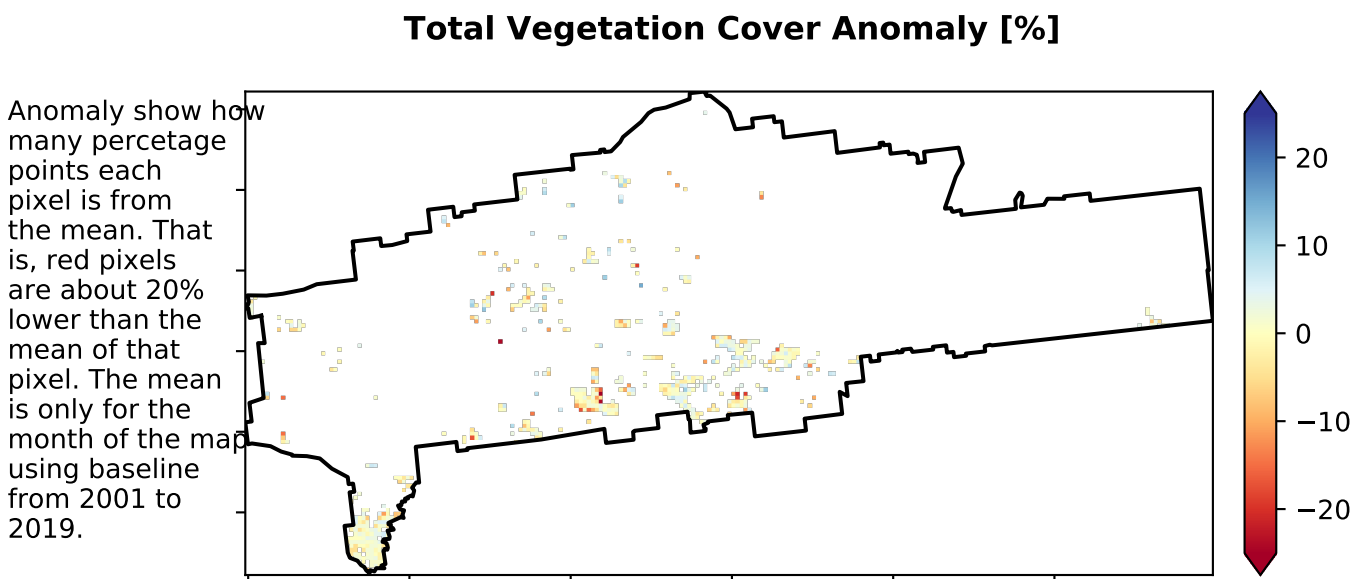 Total Vegetation Cover Anomaly [%]
Anomaly show how
many percetage
points each
pixel is from
the mean. That
is, red pixels
are about 20%
lower than the
mean of that
pixel. The mean
is only for the
month of the map
using baseline
from 2001 to
2019.
20
10
0
−10
−20